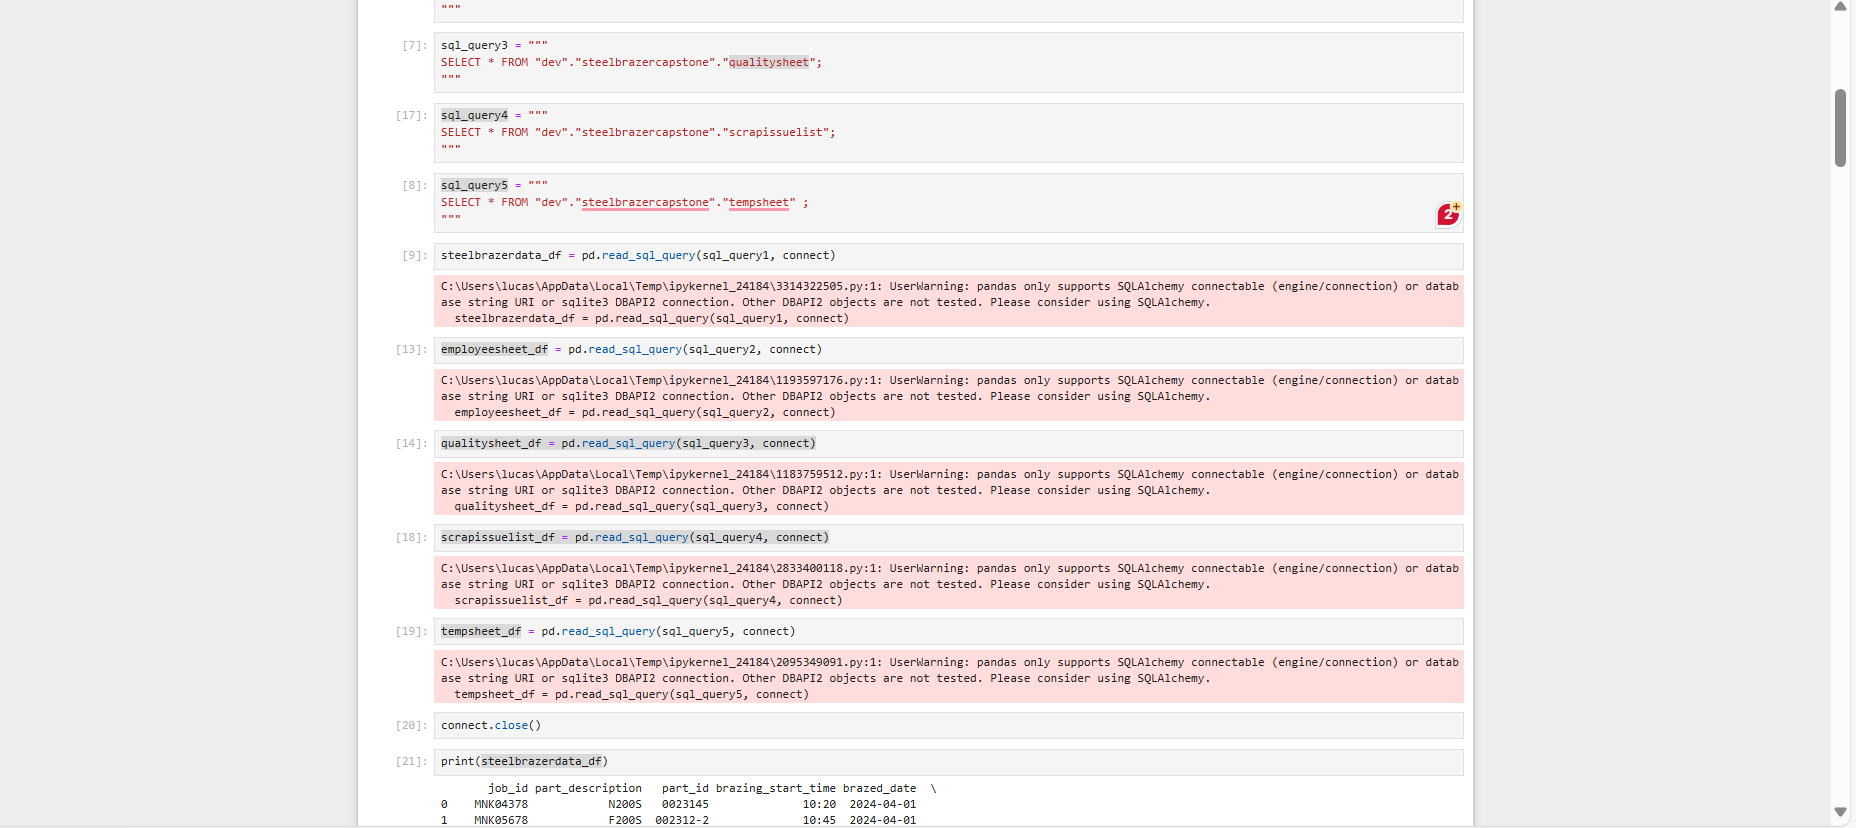 """
[7]:
sql_query3 = """
SELECT * FROM "dev"."steelbrazercapstone"."qualitysheet";
"""
[17]:
sql_query4 = """
SELECT * FROM "dev"."steelbrazercapstone"."scrapissuelist";
"""
[8]:
sql_query5 = """
SELECT * FROM "dev"."steelbrazercapstone"."tempsheet" ;
"""
2+
[9]:
steelbrazerdata_df = pd.read_sql_query(sql_query1, connect)
C:\Users\lucas\AppData\Local\Temp\ipykernel_24184\3314322505.py:1: UserWarning: pandas only supports SQLAlchemy connectable (engine/connection) or datab
ase string URI or sqlite3 DBAPI2 connection. Other DBAPI2 objects are not tested. Please consider using SQLAlchemy.
  steelbrazerdata_df = pd.read_sql_query(sql_query1, connect)
[13]:
employeesheet_df = pd.read_sql_query(sql_query2, connect)
C:\Users\lucas\AppData\Local\Temp\ipykernel_24184\1193597176.py:1: UserWarning: pandas only supports SQLAlchemy connectable (engine/connection) or datab
ase string URI or sqlite3 DBAPI2 connection. Other DBAPI2 objects are not tested. Please consider using SQLAlchemy.
  employeesheet_df = pd.read_sql_query(sql_query2, connect)
[14]:
qualitysheet_df = pd.read_sql_query(sql_query3, connect)
C:\Users\lucas\AppData\Local\Temp\ipykernel_24184\1183759512.py:1: UserWarning: pandas only supports SQLAlchemy connectable (engine/connection) or datab
ase string URI or sqlite3 DBAPI2 connection. Other DBAPI2 objects are not tested. Please consider using SQLAlchemy.
  qualitysheet_df = pd.read_sql_query(sql_query3, connect)
[18]:
scrapissuelist_df = pd.read_sql_query(sql_query4, connect)
C:\Users\lucas\AppData\Local\Temp\ipykernel_24184\2833400118.py:1: UserWarning: pandas only supports SQLAlchemy connectable (engine/connection) or datab
ase string URI or sqlite3 DBAPI2 connection. Other DBAPI2 objects are not tested. Please consider using SQLAlchemy.
  scrapissuelist_df = pd.read_sql_query(sql_query4, connect)
[19]:
tempsheet_df = pd.read_sql_query(sql_query5, connect)
C:\Users\lucas\AppData\Local\Temp\ipykernel_24184\2095349091.py:1: UserWarning: pandas only supports SQLAlchemy connectable (engine/connection) or datab
ase string URI or sqlite3 DBAPI2 connection. Other DBAPI2 objects are not tested. Please consider using SQLAlchemy.
  tempsheet_df = pd.read_sql_query(sql_query5, connect)
[20]:
connect.close()
[21]:
print(steelbrazerdata_df)
job_id part_description   part_id brazing_start_time brazed_date  \
0    MNK04378            N200S   0023145              10:20  2024-04-01
1    MNK05678            F200S  002312-2              10:45  2024-04-01